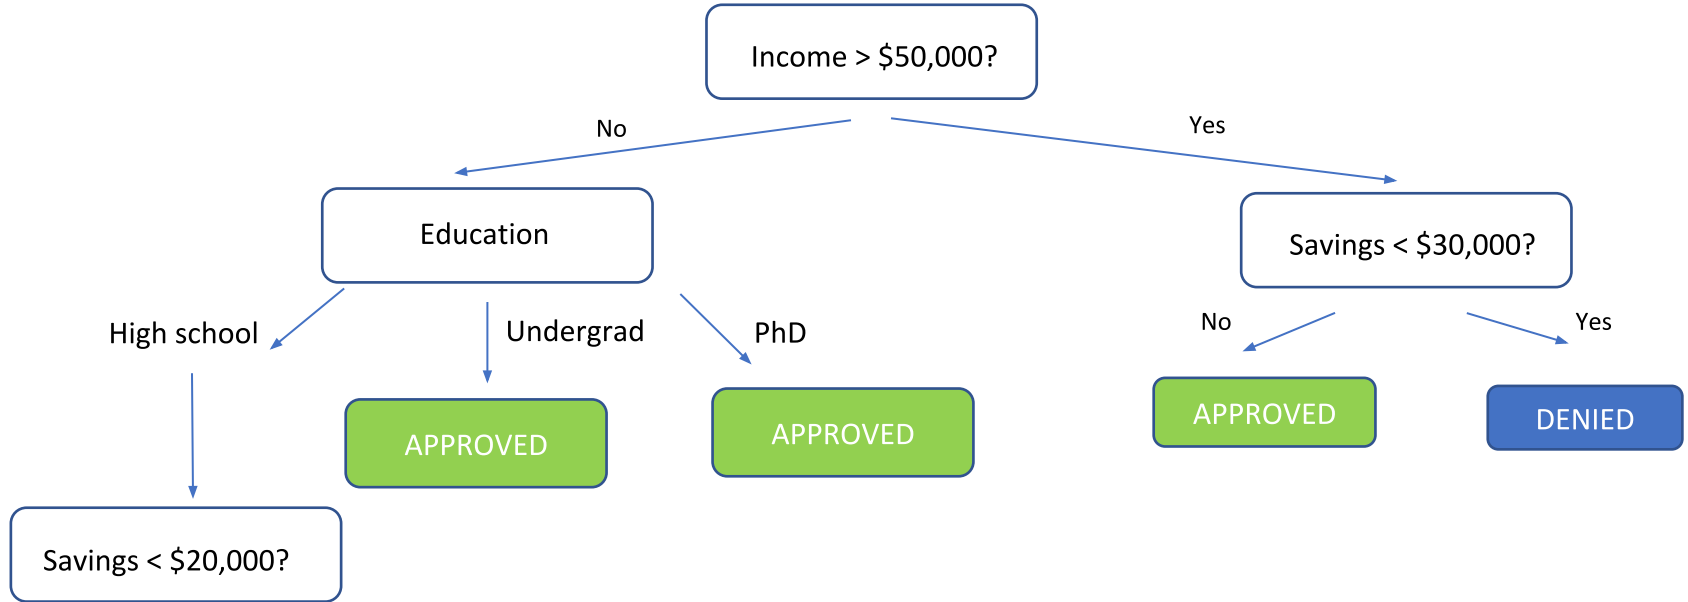 Income > $50,000?
No
Yes
Education
Savings < $30,000?
High school
Undergrad
PhD
No
Yes
APPROVED
APPROVED
APPROVED
DENIED
Savings < $20,000?